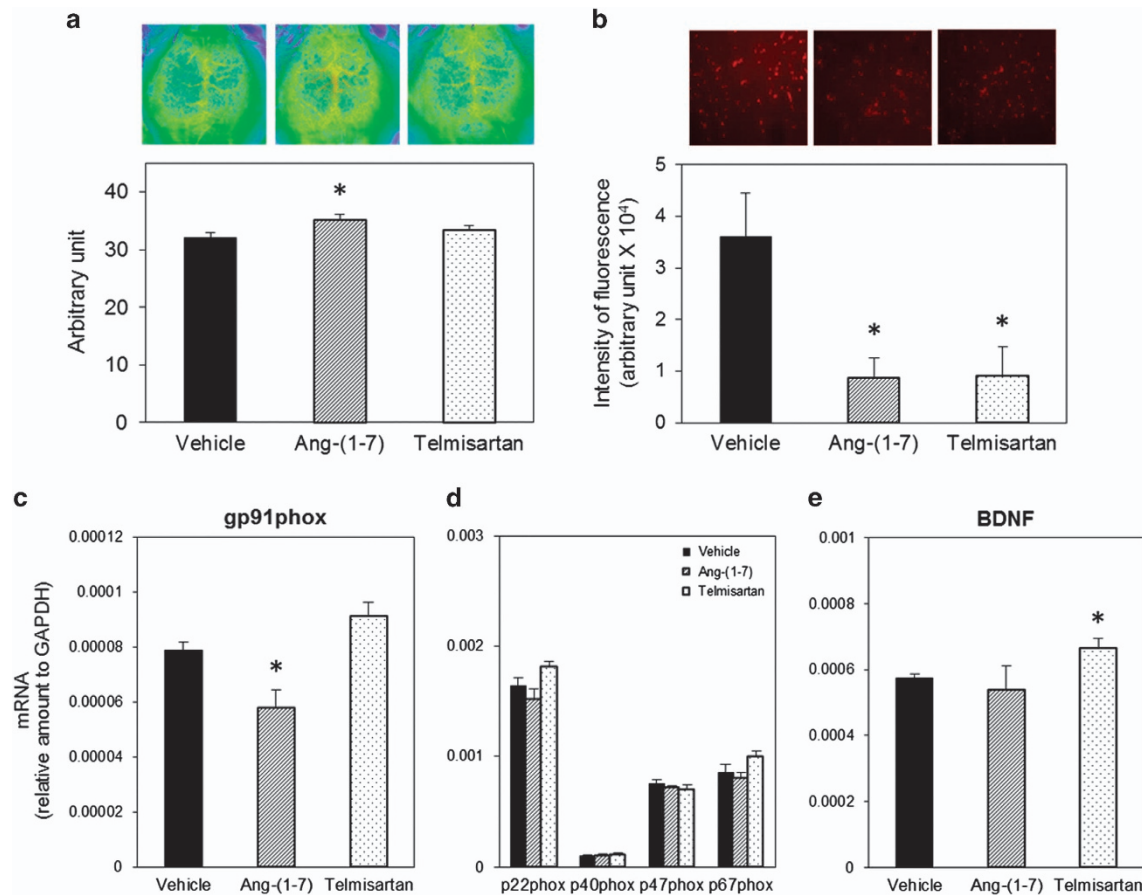 a
40
30
20
10
0
Arbitrary unit
*
Vehicle Ang-(1-7) Telmisartan
b
5
4
3
2
1
0
Intensity of fluorescence
(arbitrary unit X 10⁴)
* *
Vehicle Ang-(1-7) Telmisartan
c
gp91phox
0.00012
0.0001
0.00008
0.00006
0.00004
0.00002
0
mRNA
(relative amount to GAPDH)
*
Vehicle Ang-(1-7) Telmisartan
d
0.003
0.002
0.001
0
Vehicle
Ang-(1-7)
Telmisartan
p22phox p40phox p47phox p67phox
e
BDNF
0.001
0.0008
0.0006
0.0004
0.0002
0
*
Vehicle Ang-(1-7) Telmisartan